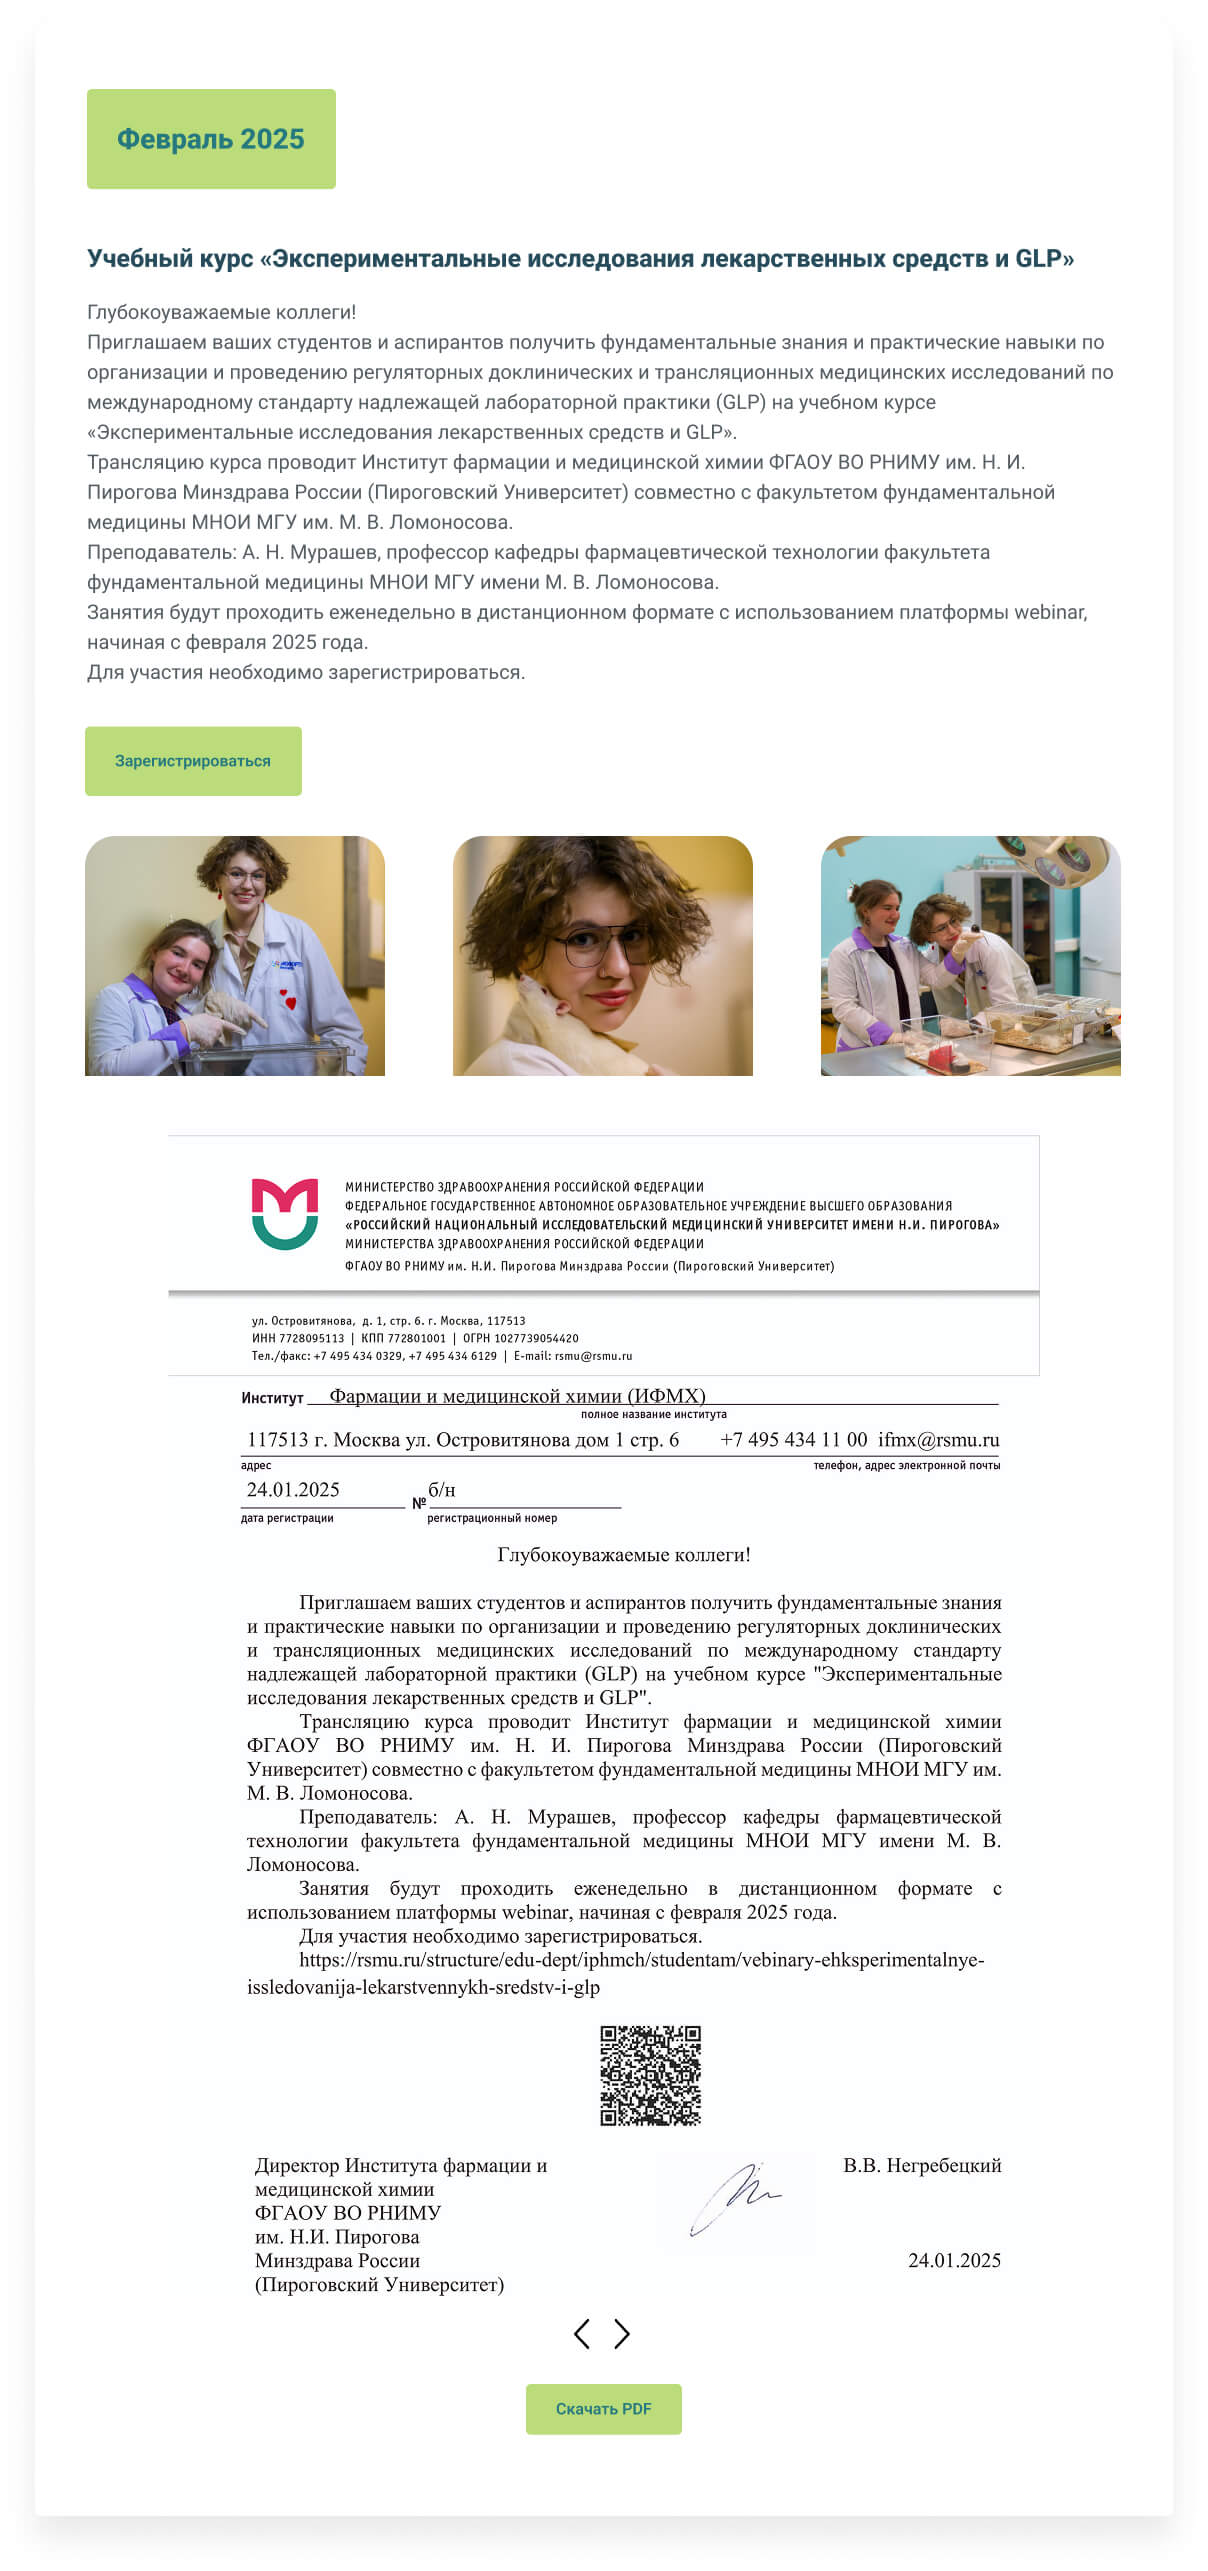 Февраль 2025
Учебный курс «Экспериментальные исследования лекарственных средств и GLP»
Глубокоуважаемые коллеги!
Приглашаем ваших студентов и аспирантов получить фундаментальные знания и практические навыки по
организации и проведению регуляторных доклинических и трансляционных медицинских исследований по
международному стандарту надлежащей лабораторной практики (GLP) на учебном курсе
«Экспериментальные исследования лекарственных средств и GLP».
Трансляцию курса проводит Институт фармации и медицинской химии ФГАОУ ВО РНИМУ им. Н. И.
Пирогова Минздрава России (Пироговский Университет) совместно с факультетом фундаментальной
медицины МНОИ МГУ им. М. В. Ломоносова.
Преподаватель: А. Н. Мурашев, профессор кафедры фармацевтической технологии факультета
фундаментальной медицины МНОИ МГУ имени М. В. Ломоносова.
Занятия будут проходить еженедельно в дистанционном формате с использованием платформы webinar,
начиная с февраля 2025 года.
Для участия необходимо зарегистрироваться.
Зарегистрироваться
МИНИСТЕРСТВО ЗДРАВООХРАНЕНИЯ РОССИЙСКОЙ ФЕДЕРАЦИИ
ФЕДЕРАЛЬНОЕ ГОСУДАРСТВЕННОЕ АВТОНОМНОЕ ОБРАЗОВАТЕЛЬНОЕ УЧРЕЖДЕНИЕ ВЫСШЕГО ОБРАЗОВАНИЯ
«РОССИЙСКИЙ НАЦИОНАЛЬНЫЙ ИССЛЕДОВАТЕЛЬСКИЙ МЕДИЦИНСКИЙ УНИВЕРСИТЕТ ИМЕНИ Н.И. ПИРОГОВА»
МИНИСТЕРСТВА ЗДРАВООХРАНЕНИЯ РОССИЙСКОЙ ФЕДЕРАЦИИ
ФГАОУ ВО РНИМУ им. Н.И. Пирогова Минздрава России (Пироговский Университет)
ул. Островитянова, д. 1, стр. 6. г. Москва, 117513
ИНН 7728095113 | КПП 772801001 | ОГРН 1027739054420
Тел./факс: +7 495 434 0329, +7 495 434 6129 | E-mail: rsmu@rsmu.ru
Институт Фармации и медицинской химии (ИФМХ)
полное название института
117513 г. Москва ул. Островитянова дом 1 стр. 6 +7 495 434 11 00 ifmx@rsmu.ru
адрес телефон, адрес электронной почты
24.01.2025 № б/н
дата регистрации регистрационный номер
Глубокоуважаемые коллеги!
Приглашаем ваших студентов и аспирантов получить фундаментальные знания
и практические навыки по организации и проведению регуляторных доклинических
и трансляционных медицинских исследований по международному стандарту
надлежащей лабораторной практики (GLP) на учебном курсе "Экспериментальные
исследования лекарственных средств и GLP".
Трансляцию курса проводит Институт фармации и медицинской химии
ФГАОУ ВО РНИМУ им. Н. И. Пирогова Минздрава России (Пироговский
Университет) совместно с факультетом фундаментальной медицины МНОИ МГУ им.
М. В. Ломоносова.
Преподаватель: А. Н. Мурашев, профессор кафедры фармацевтической
технологии факультета фундаментальной медицины МНОИ МГУ имени М. В.
Ломоносова.
Занятия будут проходить еженедельно в дистанционном формате с
использованием платформы webinar, начиная с февраля 2025 года.
Для участия необходимо зарегистрироваться.
https://rsmu.ru/structure/edu-dept/iphmch/studentam/vebinary-ehksperimentalnye-
issledovanija-lekarstvennykh-sredstv-i-glp
Директор Института фармации и В.В. Негребецкий
медицинской химии
ФГАОУ ВО РНИМУ
им. Н.И. Пирогова
Минздрава России 24.01.2025
(Пироговский Университет)
Скачать PDF